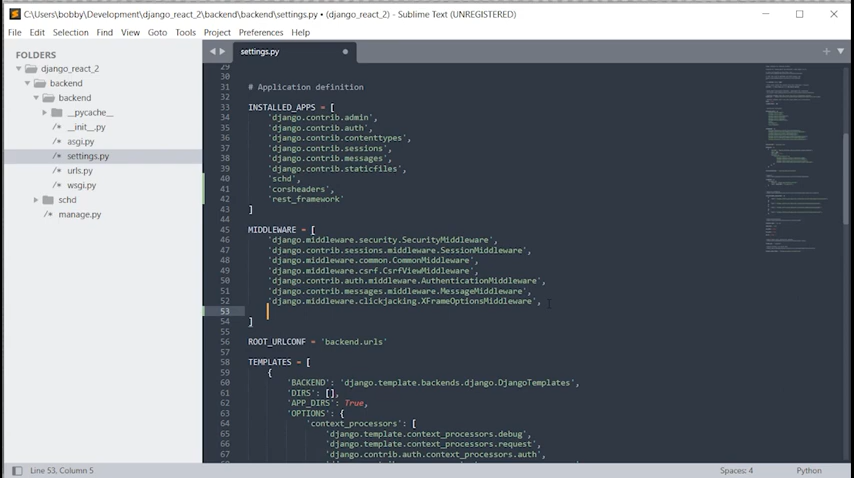 C:\Users\bobby\Development\django_react_2\backend\backend\settings.py • (django_react_2) - Sublime Text (UNREGISTERED)
File Edit Selection Find View Goto Tools Project Preferences Help
FOLDERS
django_react_2
backend
backend
__pycache__
__init__.py
asgi.py
settings.py
urls.py
wsgi.py
schd
manage.py
settings.py
29
30
31 # Application definition
32
33 INSTALLED_APPS = [
34 'django.contrib.admin',
35 'django.contrib.auth',
36 'django.contrib.contenttypes',
37 'django.contrib.sessions',
38 'django.contrib.messages',
39 'django.contrib.staticfiles',
40 'schd',
41 'corsheaders',
42 'rest_framework'
43 ]
44
45 MIDDLEWARE = [
46 'django.middleware.security.SecurityMiddleware',
47 'django.contrib.sessions.middleware.SessionMiddleware',
48 'django.middleware.common.CommonMiddleware',
49 'django.middleware.csrf.CsrfViewMiddleware',
50 'django.contrib.auth.middleware.AuthenticationMiddleware',
51 'django.contrib.messages.middleware.MessageMiddleware',
52 'django.middleware.clickjacking.XFrameOptionsMiddleware',
53
54 ]
55
56 ROOT_URLCONF = 'backend.urls'
57
58 TEMPLATES = [
59 {
60 'BACKEND': 'django.template.backends.django.DjangoTemplates',
61 'DIRS': [],
62 'APP_DIRS': True,
63 'OPTIONS': {
64 'context_processors': [
65 'django.template.context_processors.debug',
66 'django.template.context_processors.request',
67 'django.contrib.auth.context_processors.auth',
Line 53, Column 5
Spaces: 4
Python